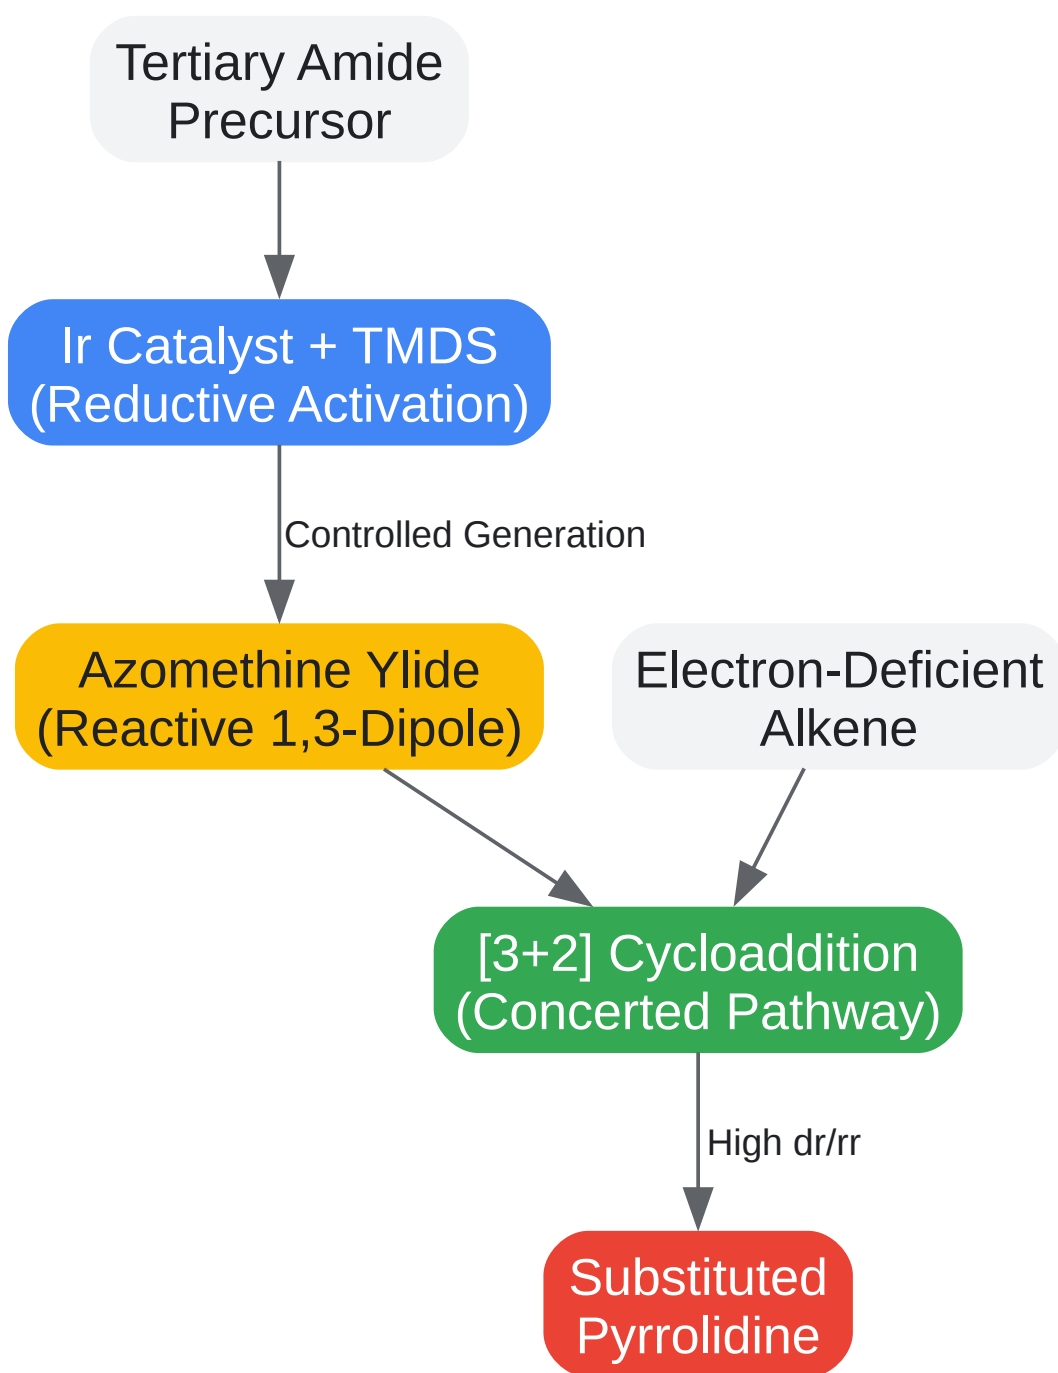 Tertiary Amide
Precursor
Ir Catalyst + TMDS
(Reductive Activation)
Controlled Generation
Azomethine Ylide
(Reactive 1,3-Dipole)
Electron-Deficient
Alkene
[3+2] Cycloaddition
(Concerted Pathway)
High dr/rr
Substituted
Pyrrolidine